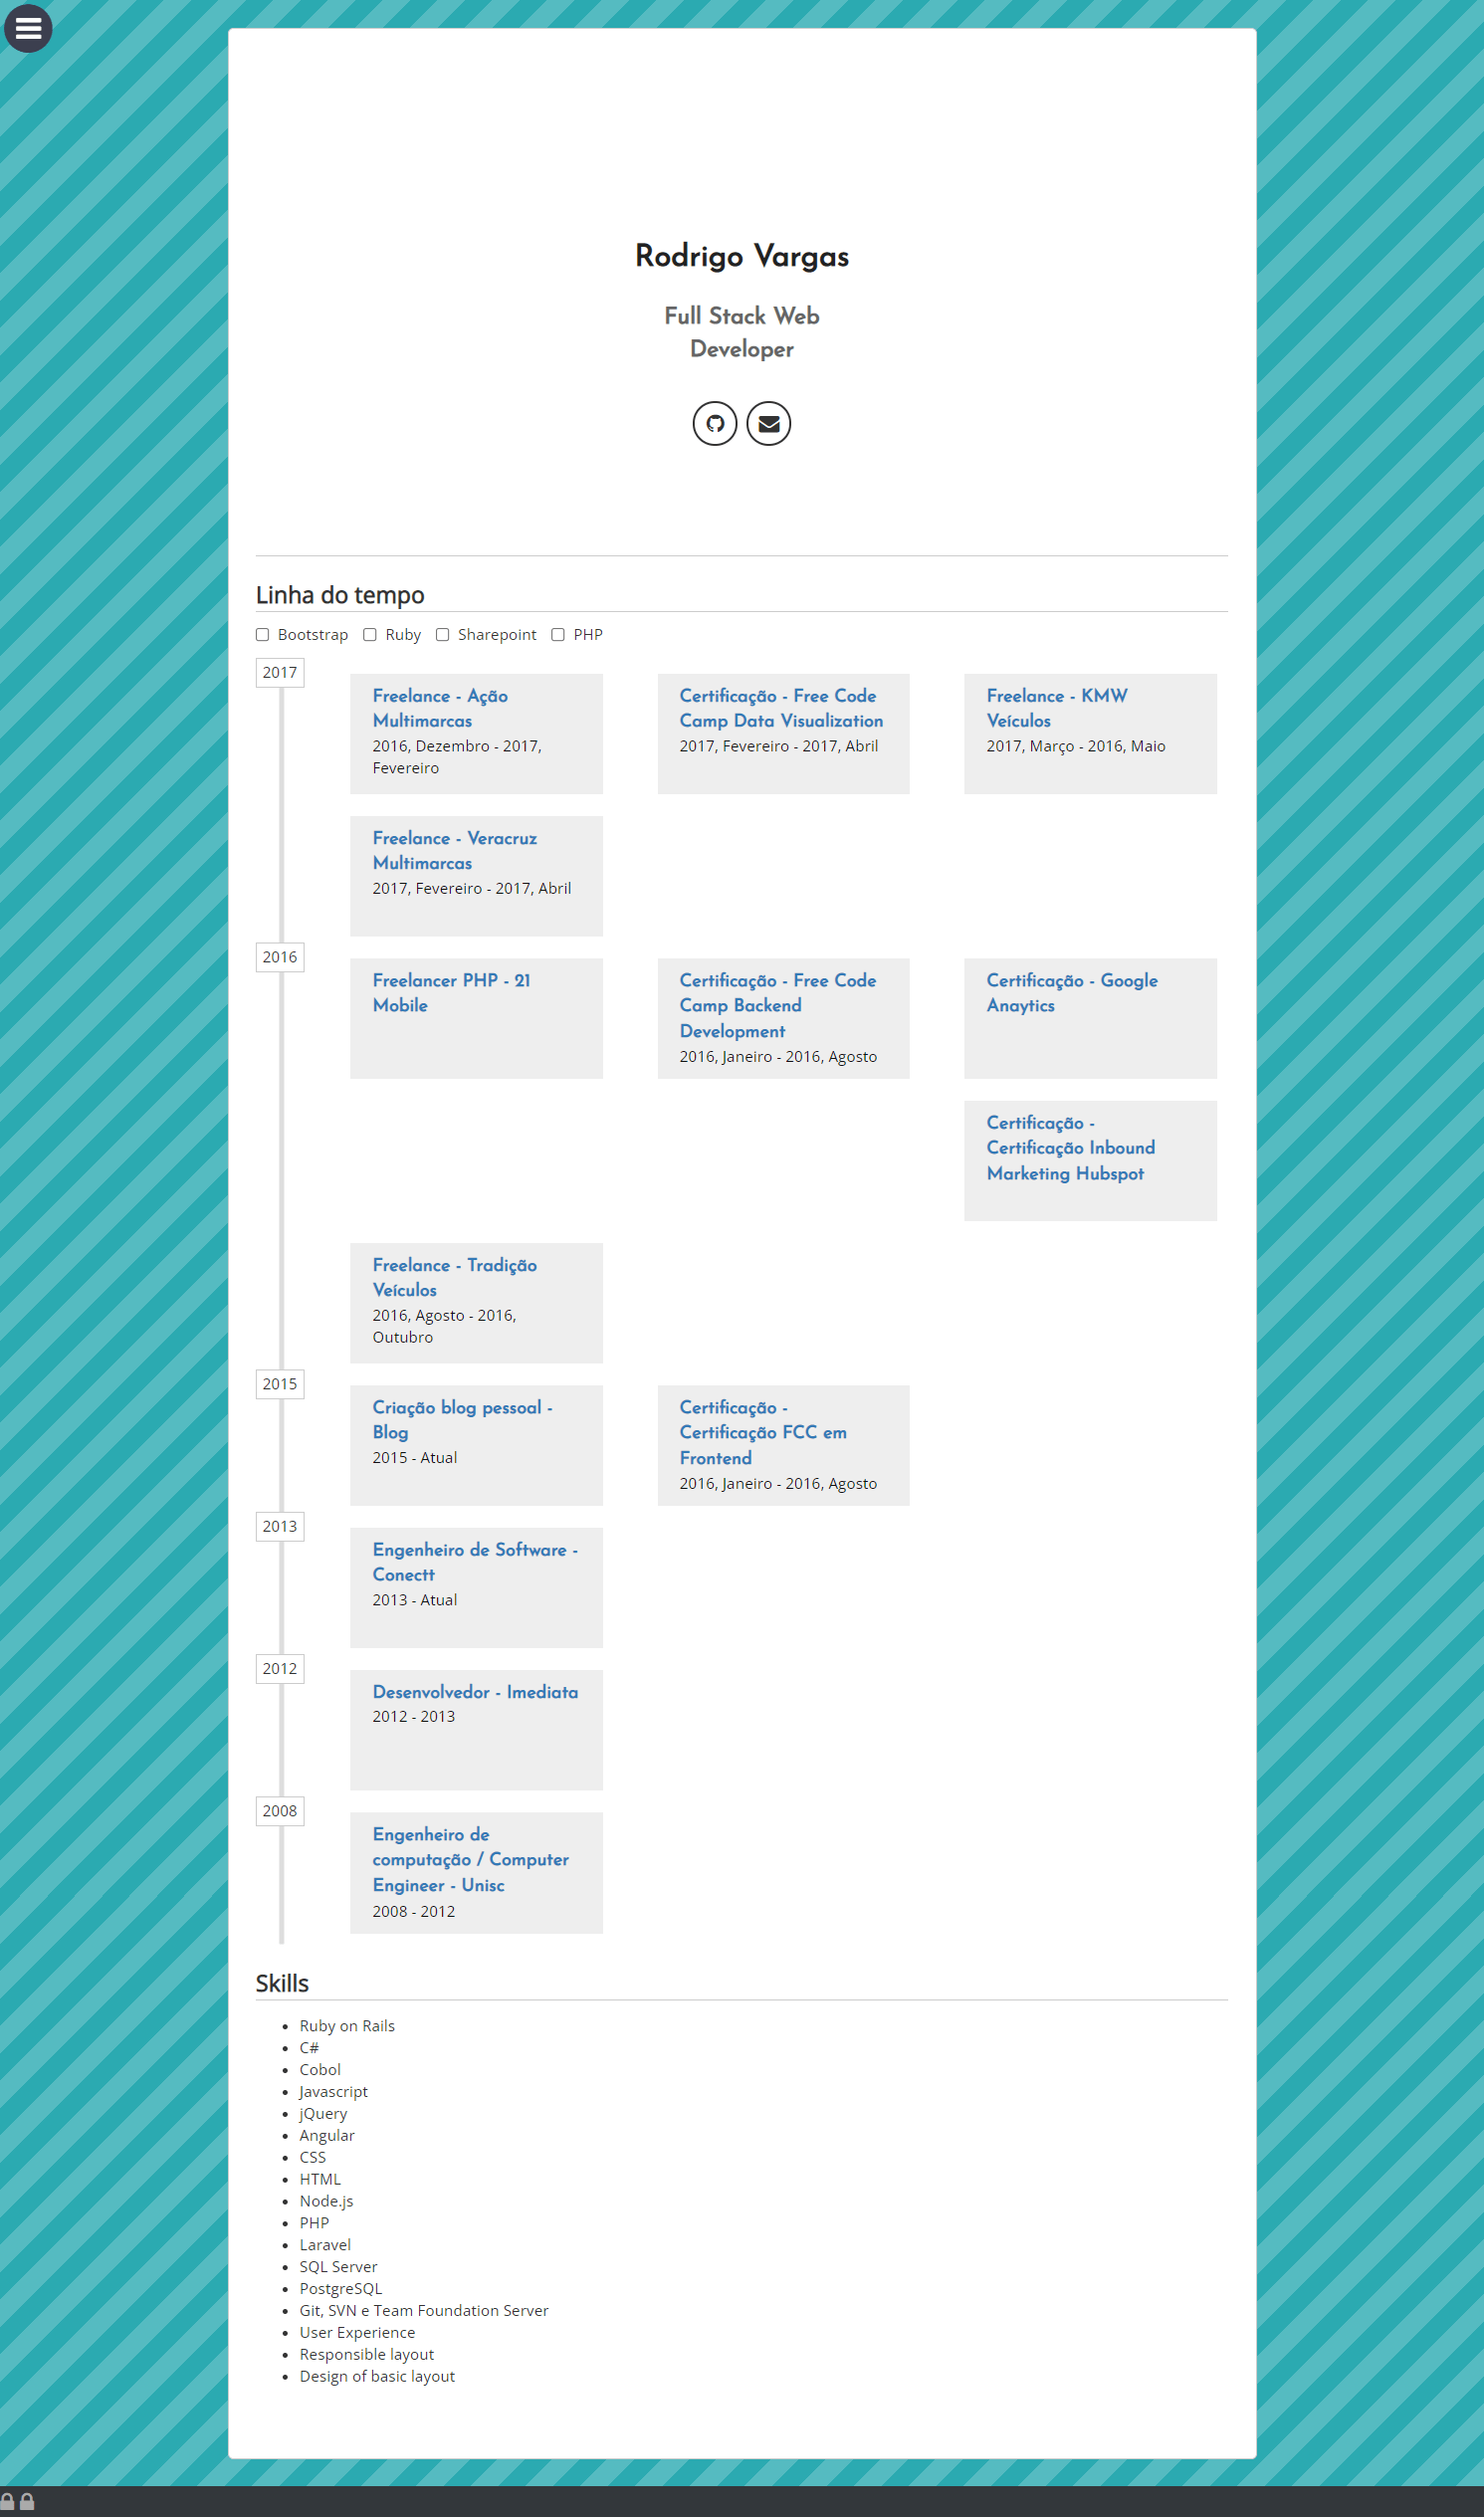 Rodrigo Vargas
Full Stack Web
Developer
Linha do tempo
Bootstrap Ruby Sharepoint PHP
2017
Freelance - Ação
Multimarcas
2016, Dezembro - 2017,
Fevereiro
Certificação - Free Code
Camp Data Visualization
2017, Fevereiro - 2017, Abril
Freelance - KMW
Veículos
2017, Março - 2016, Maio
Freelance - Veracruz
Multimarcas
2017, Fevereiro - 2017, Abril
2016
Freelancer PHP - 21
Mobile
Certificação - Free Code
Camp Backend
Development
2016, Janeiro - 2016, Agosto
Certificação - Google
Anaytics
Certificação -
Certificação Inbound
Marketing Hubspot
Freelance - Tradição
Veículos
2016, Agosto - 2016,
Outubro
2015
Criação blog pessoal -
Blog
2015 - Atual
Certificação -
Certificação FCC em
Frontend
2016, Janeiro - 2016, Agosto
2013
Engenheiro de Software -
Conectt
2013 - Atual
2012
Desenvolvedor - Imediata
2012 - 2013
2008
Engenheiro de
computação / Computer
Engineer - Unisc
2008 - 2012
Skills
Ruby on Rails
C#
Cobol
Javascript
jQuery
Angular
CSS
HTML
Node.js
PHP
Laravel
SQL Server
PostgreSQL
Git, SVN e Team Foundation Server
User Experience
Responsible layout
Design of basic layout